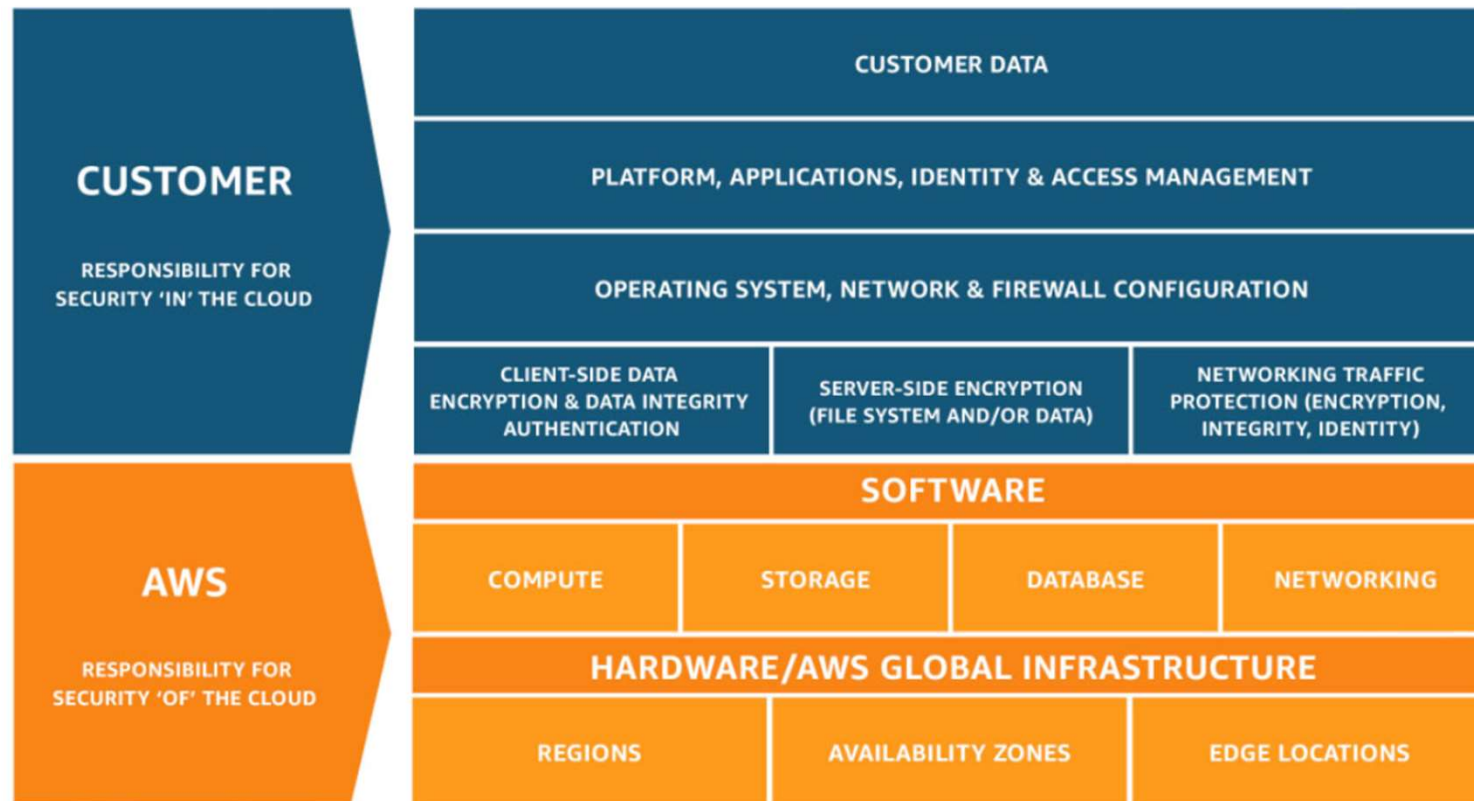 CUSTOMER
RESPONSIBILITY FOR
SECURITY ‘IN’ THE CLOUD
CUSTOMER DATA
PLATFORM, APPLICATIONS, IDENTITY & ACCESS MANAGEMENT
OPERATING SYSTEM, NETWORK & FIREWALL CONFIGURATION
CLIENT-SIDE DATA
ENCRYPTION & DATA INTEGRITY
AUTHENTICATION
SERVER-SIDE ENCRYPTION
(FILE SYSTEM AND/OR DATA)
NETWORKING TRAFFIC
PROTECTION (ENCRYPTION,
INTEGRITY, IDENTITY)
AWS
RESPONSIBILITY FOR
SECURITY ‘OF’ THE CLOUD
SOFTWARE
COMPUTE
STORAGE
DATABASE
NETWORKING
HARDWARE/AWS GLOBAL INFRASTRUCTURE
REGIONS
AVAILABILITY ZONES
EDGE LOCATIONS